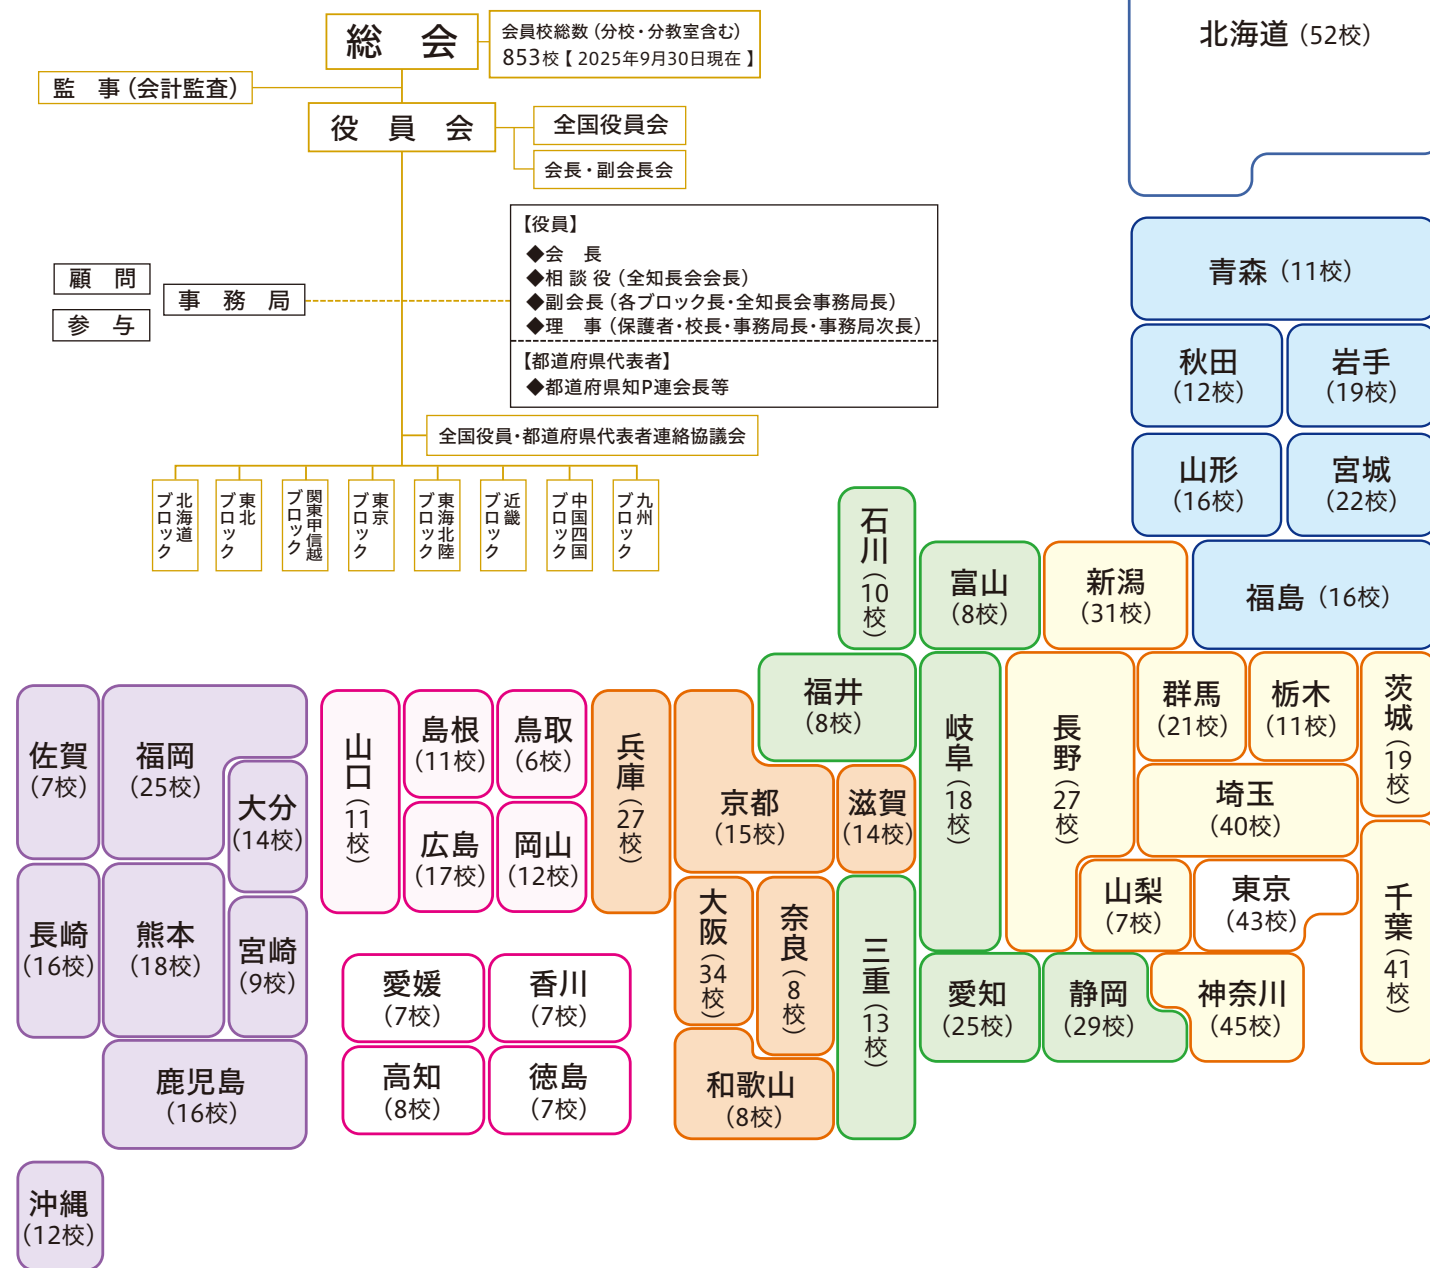 総　会
会員校総数（分校・分教室含む）
853校【 2025年9月30日現在 】
監　事（会計監査）
役　員　会
全国役員会
会長・副会長会
【役員】
◆会　長
◆相 談 役（全知長会会長）
◆副会長（各ブロック長・全知長会事務局長）
◆理　事（保護者・校長・事務局長・事務局次長）
【都道府県代表者】
◆都道府県知P連会長等
顧　問
事　務　局
参　与
全国役員・都道府県代表者連絡協議会
北海道
ブロック
東北
ブロック
関東甲信越
ブロック
東京
ブロック
東海北陸
ブロック
近畿
ブロック
中国四国
ブロック
九州
ブロック
北海道（52校）
青森（11校）
秋田
（12校）
岩手
（19校）
山形
（16校）
宮城
（22校）
福島（16校）
石川（10校）
富山
（8校）
新潟
（31校）
福井
（8校）
岐阜（18校）
長野（27校）
群馬
（21校）
栃木
（11校）
茨城（19校）
埼玉
（40校）
山梨
（7校）
東京
（43校）
千葉（41校）
神奈川
（45校）
愛知
（25校）
静岡
（29校）
三重（13校）
兵庫（27校）
京都
（15校）
滋賀
（14校）
大阪（34校）
奈良（8校）
和歌山
（8校）
山口（11校）
島根
（11校）
鳥取
（6校）
広島
（17校）
岡山
（12校）
愛媛
（7校）
香川
（7校）
高知
（8校）
徳島
（7校）
佐賀
（7校）
福岡
（25校）
大分
（14校）
長崎
（16校）
熊本
（18校）
宮崎
（9校）
鹿児島
（16校）
沖縄
（12校）